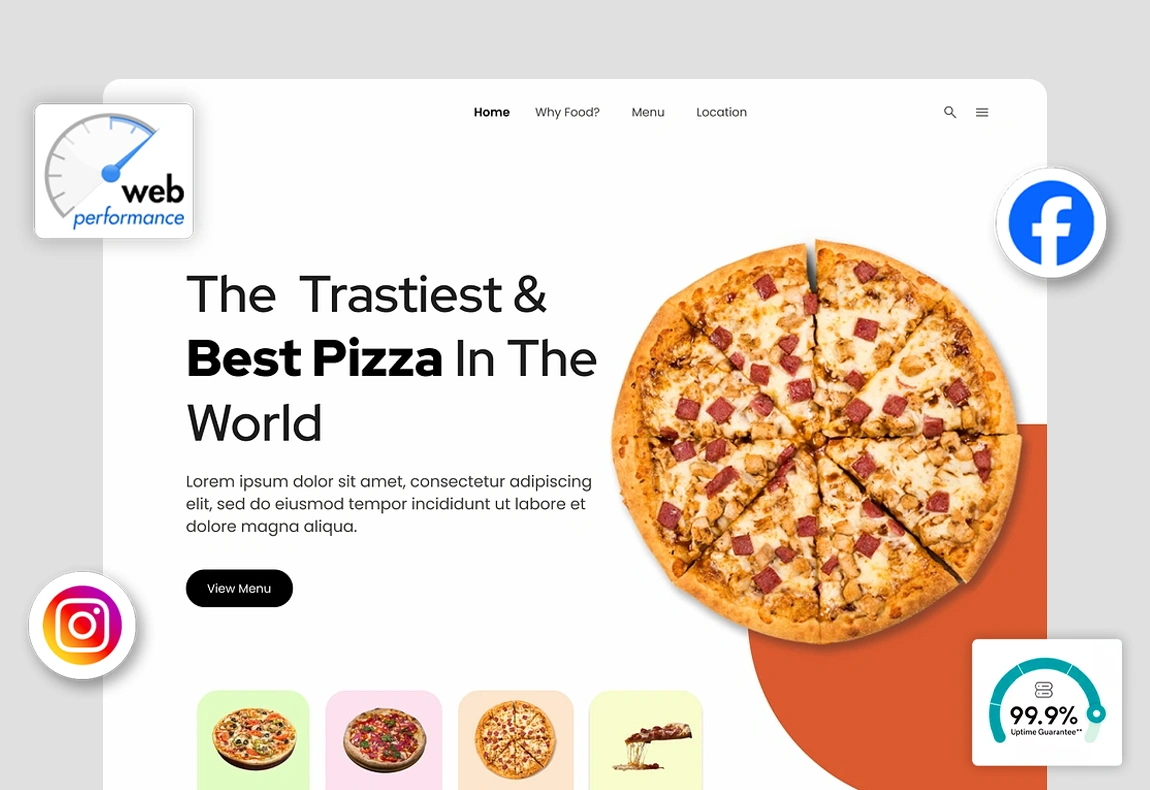 Home Why Food? Menu Location
web
performance
The Trastiest &
Best Pizza In The
World
Lorem ipsum dolor sit amet, consectetur adipiscing
elit, sed do eiusmod tempor incididunt ut labore et
dolore magna aliqua.
View Menu
99.9%
Uptime Guarantee**